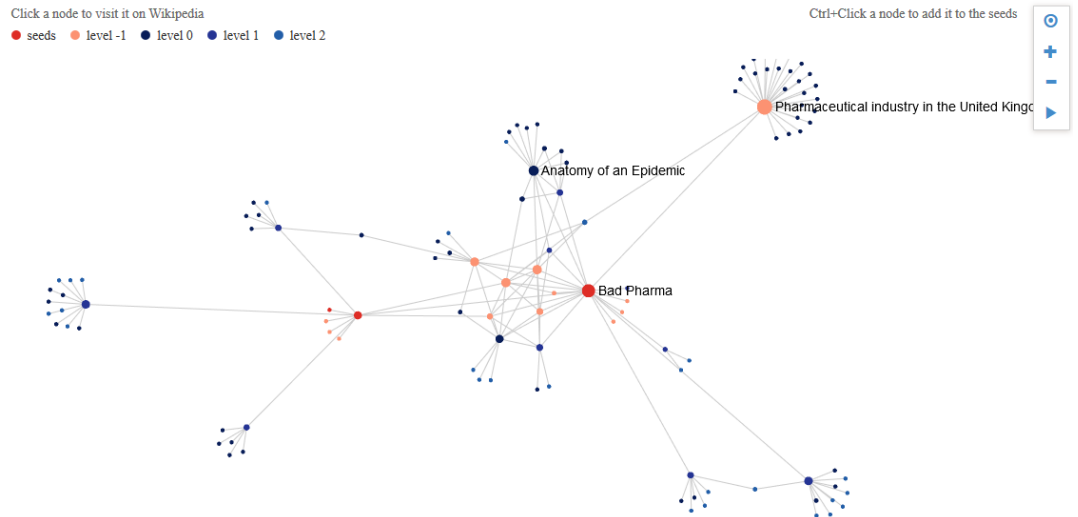 Click a node to visit it on Wikipedia
Ctrl+Click a node to add it to the seeds
seeds level -1 level 0 level 1 level 2
Pharmaceutical industry in the United Kingd
Anatomy of an Epidemic
Bad Pharma